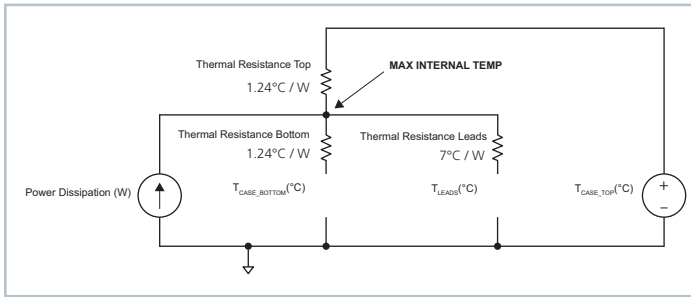 Thermal Resistance Top
1.24°C / W
MAX INTERNAL TEMP
Thermal Resistance Bottom
1.24°C / W
Thermal Resistance Leads
7°C / W
Power Dissipation (W)
T_CASE_BOTTOM(°C)
T_LEADS(°C)
T_CASE_TOP(°C)
+
–